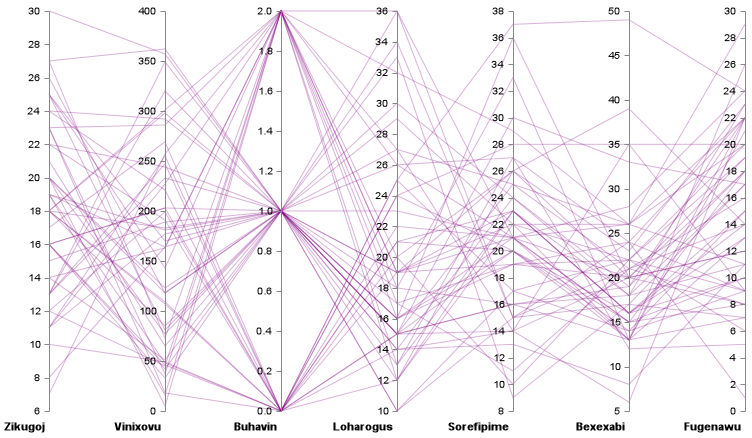 30 28 26 24 22 20 18 16 14 12 10 8 6
400 350 300 250 200 150 100 50 0
2.0 1.8 1.6 1.4 1.2 1.0 0.8 0.6 0.4 0.2 0.0
36 34 32 30 28 26 24 22 20 18 16 14 12 10
38 36 34 32 30 28 26 24 22 20 18 16 14 12 10 8
50 45 40 35 30 25 20 15 10 5
30 28 26 24 22 20 18 16 14 12 10 8 6 4 2 0
Zikugoj Vinixovu Buhavin Loharogus Sorefipime Bexexabi Fugenawu